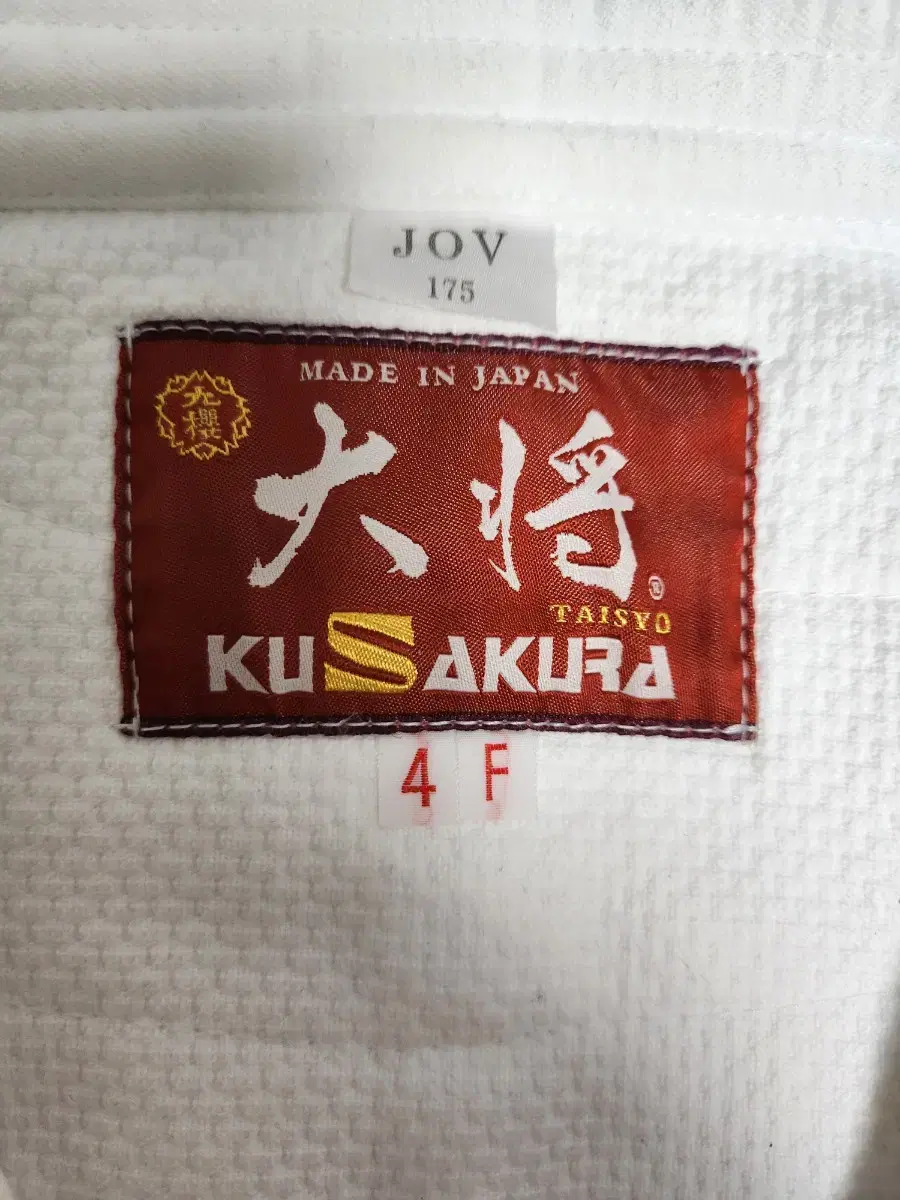 JOV
175
MADE IN JAPAN
九櫻
大将®
TAISYO
KUSAKURA
4 F